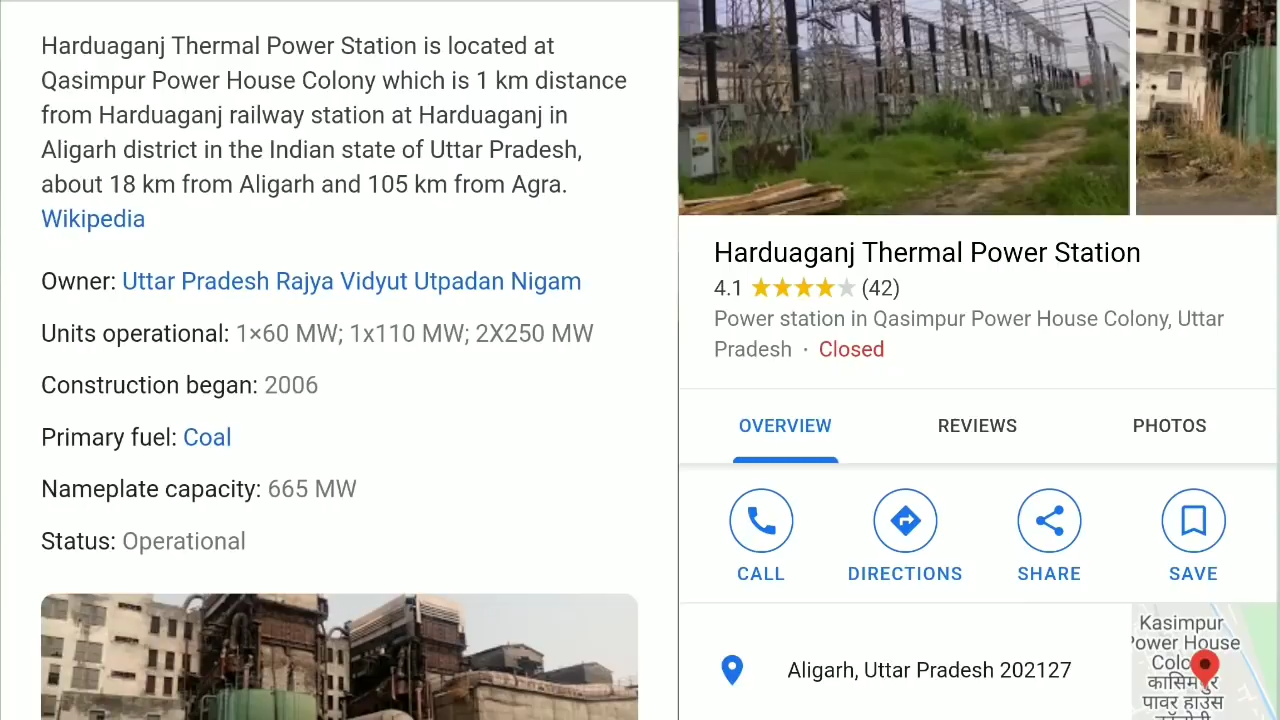 Harduaganj Thermal Power Station is located at
Qasimpur Power House Colony which is 1 km distance
from Harduaganj railway station at Harduaganj in
Aligarh district in the Indian state of Uttar Pradesh,
about 18 km from Aligarh and 105 km from Agra.
Wikipedia
Owner: Uttar Pradesh Rajya Vidyut Utpadan Nigam
Units operational: 1×60 MW; 1x110 MW; 2X250 MW
Construction began: 2006
Primary fuel: Coal
Nameplate capacity: 665 MW
Status: Operational
Harduaganj Thermal Power Station
4.1 (42)
Power station in Qasimpur Power House Colony, Uttar
Pradesh · Closed
OVERVIEW REVIEWS PHOTOS
CALL DIRECTIONS SHARE SAVE
Aligarh, Uttar Pradesh 202127
Kasimpur
Power House
पावर हाउस